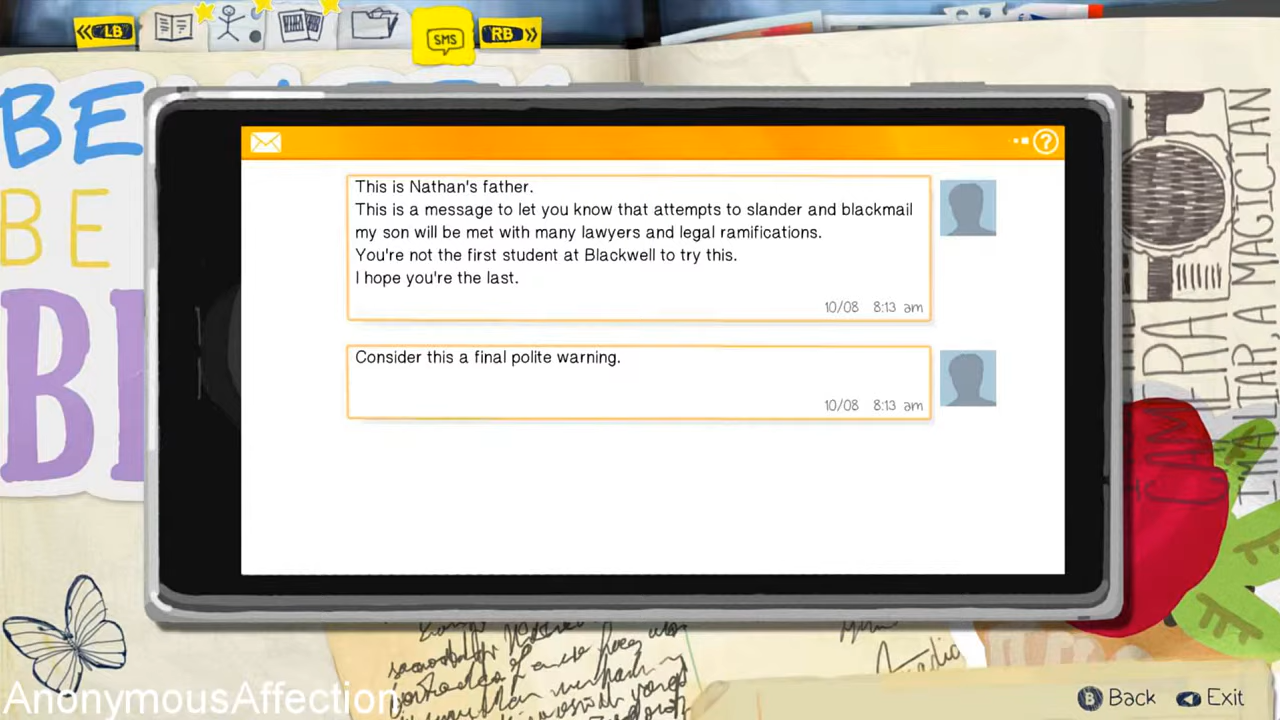 LB
SMS
RB
BE
BE
This is Nathan's father.
This is a message to let you know that attempts to slander and blackmail
my son will be met with many lawyers and legal ramifications.
You're not the first student at Blackwell to try this.
I hope you're the last.
10/08 8:13 am
Consider this a final polite warning.
10/08 8:13 am
I'M A LIAR, A MAGICIAN
AnonymousAffection
B Back
Exit